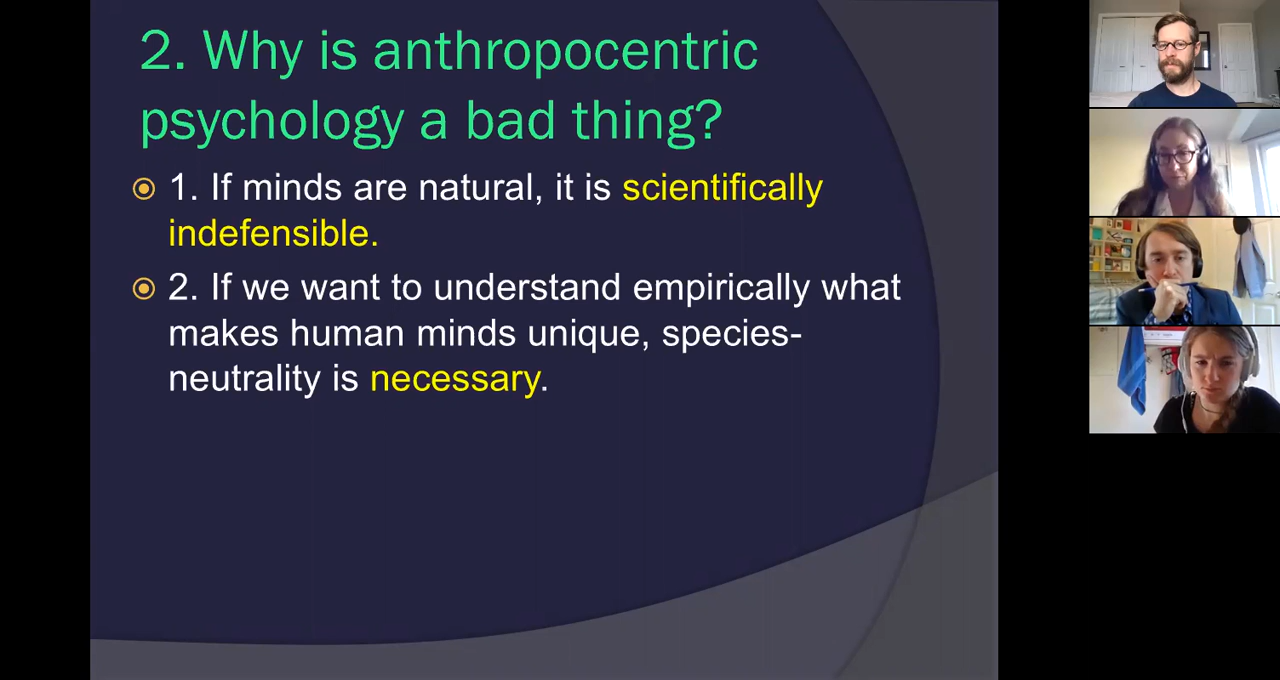 2. Why is anthropocentric
psychology a bad thing?
1. If minds are natural, it is scientifically
indefensible.
2. If we want to understand empirically what
makes human minds unique, species-
neutrality is necessary.